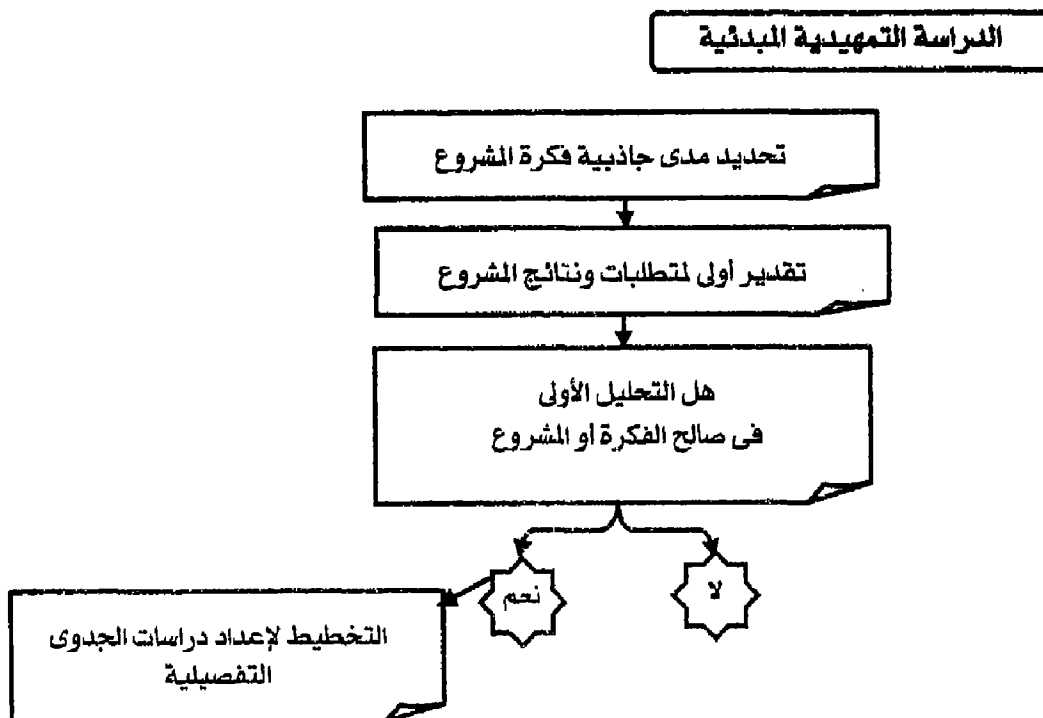 الدراسة التمهيدية المبدئية
تحديد مدى جاذبية فكرة المشروع
تقدير أولى لمتطلبات ونتائج المشروع
هل التحليل الأولى
فى صالح الفكرة أو المشروع
لا
نعم
التخطيط لإعداد دراسات الجدوى
التفصيلية